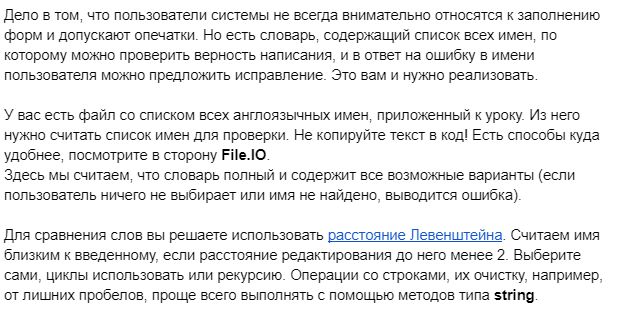 Дело в том, что пользователи системы не всегда внимательно относятся к заполнению
форм и допускают опечатки. Но есть словарь, содержащий список всех имен, по
которому можно проверить верность написания, и в ответ на ошибку в имени
пользователя можно предложить исправление. Это вам и нужно реализовать.
У вас есть файл со списком всех англоязычных имен, приложенный к уроку. Из него
нужно считать список имен для проверки. Не копируйте текст в код! Есть способы куда
удобнее, посмотрите в сторону File.IO.
Здесь мы считаем, что словарь полный и содержит все возможные варианты (если
пользователь ничего не выбирает или имя не найдено, выводится ошибка).
Для сравнения слов вы решаете использовать расстояние Левенштейна. Считаем имя
близким к введенному, если расстояние редактирования до него менее 2. Выберите
сами, циклы использовать или рекурсию. Операции со строками, их очистку, например,
от лишних пробелов, проще всего выполнять с помощью методов типа string.